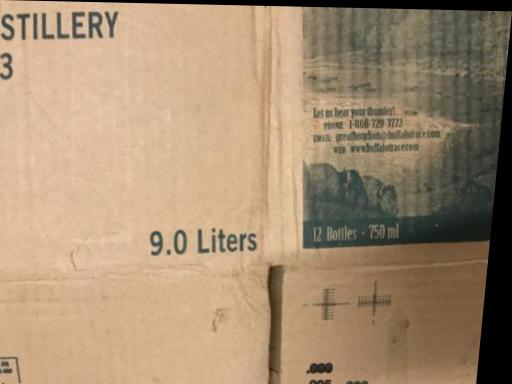 STILLERY
3
Let us hear your thunder!
PHONE 1-866-729-3722
EMAIL greatbourbon@buffalotrace.com
WEB www.buffalotrace.com
9.0 Liters
12 Bottles - 750 ml